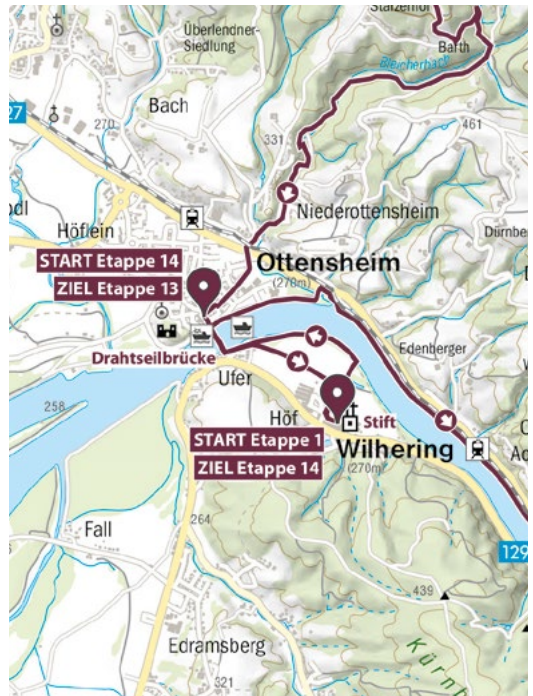 Überlendner-
Siedlung
Barth
Bleicherbach
27
Bach
270
331
461
Niederottensheim
Höflein
START Etappe 14
Ottensheim
(270m)
ZIEL Etappe 13
Drahtseilbrücke
Edenberger
Ufer
258
Höf
Stift
START Etappe 1
Wilhering
(270m)
ZIEL Etappe 14
264
Fall
129
439
Edramsberg
321